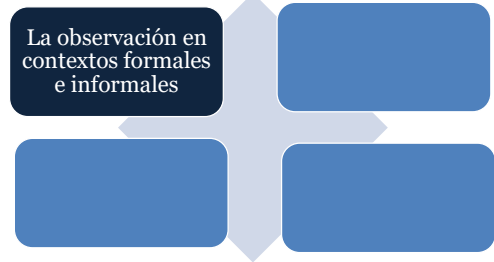 La observación en
contextos formales
e informales